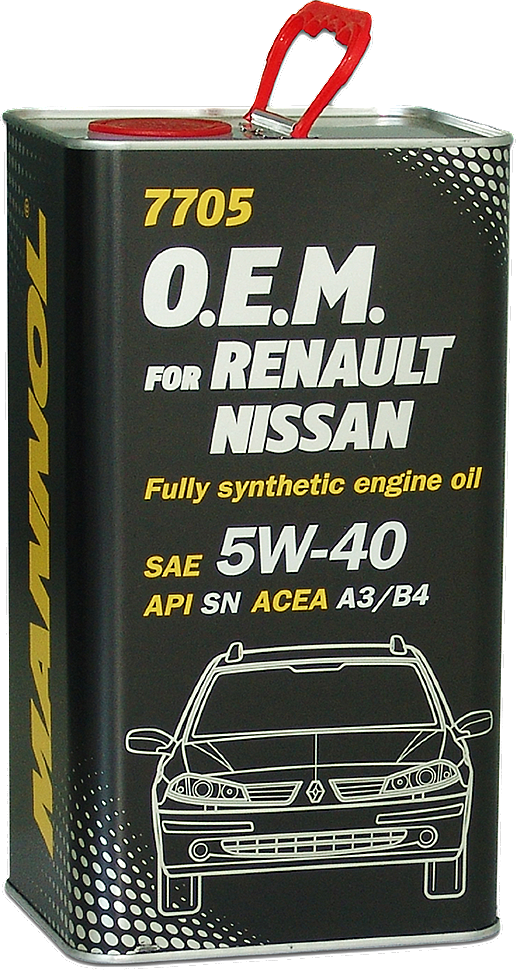 7705
O.E.M.
FOR RENAULT
NISSAN
Fully synthetic engine oil
SAE 5W-40
API SN ACEA A3/B4
MANNOL®